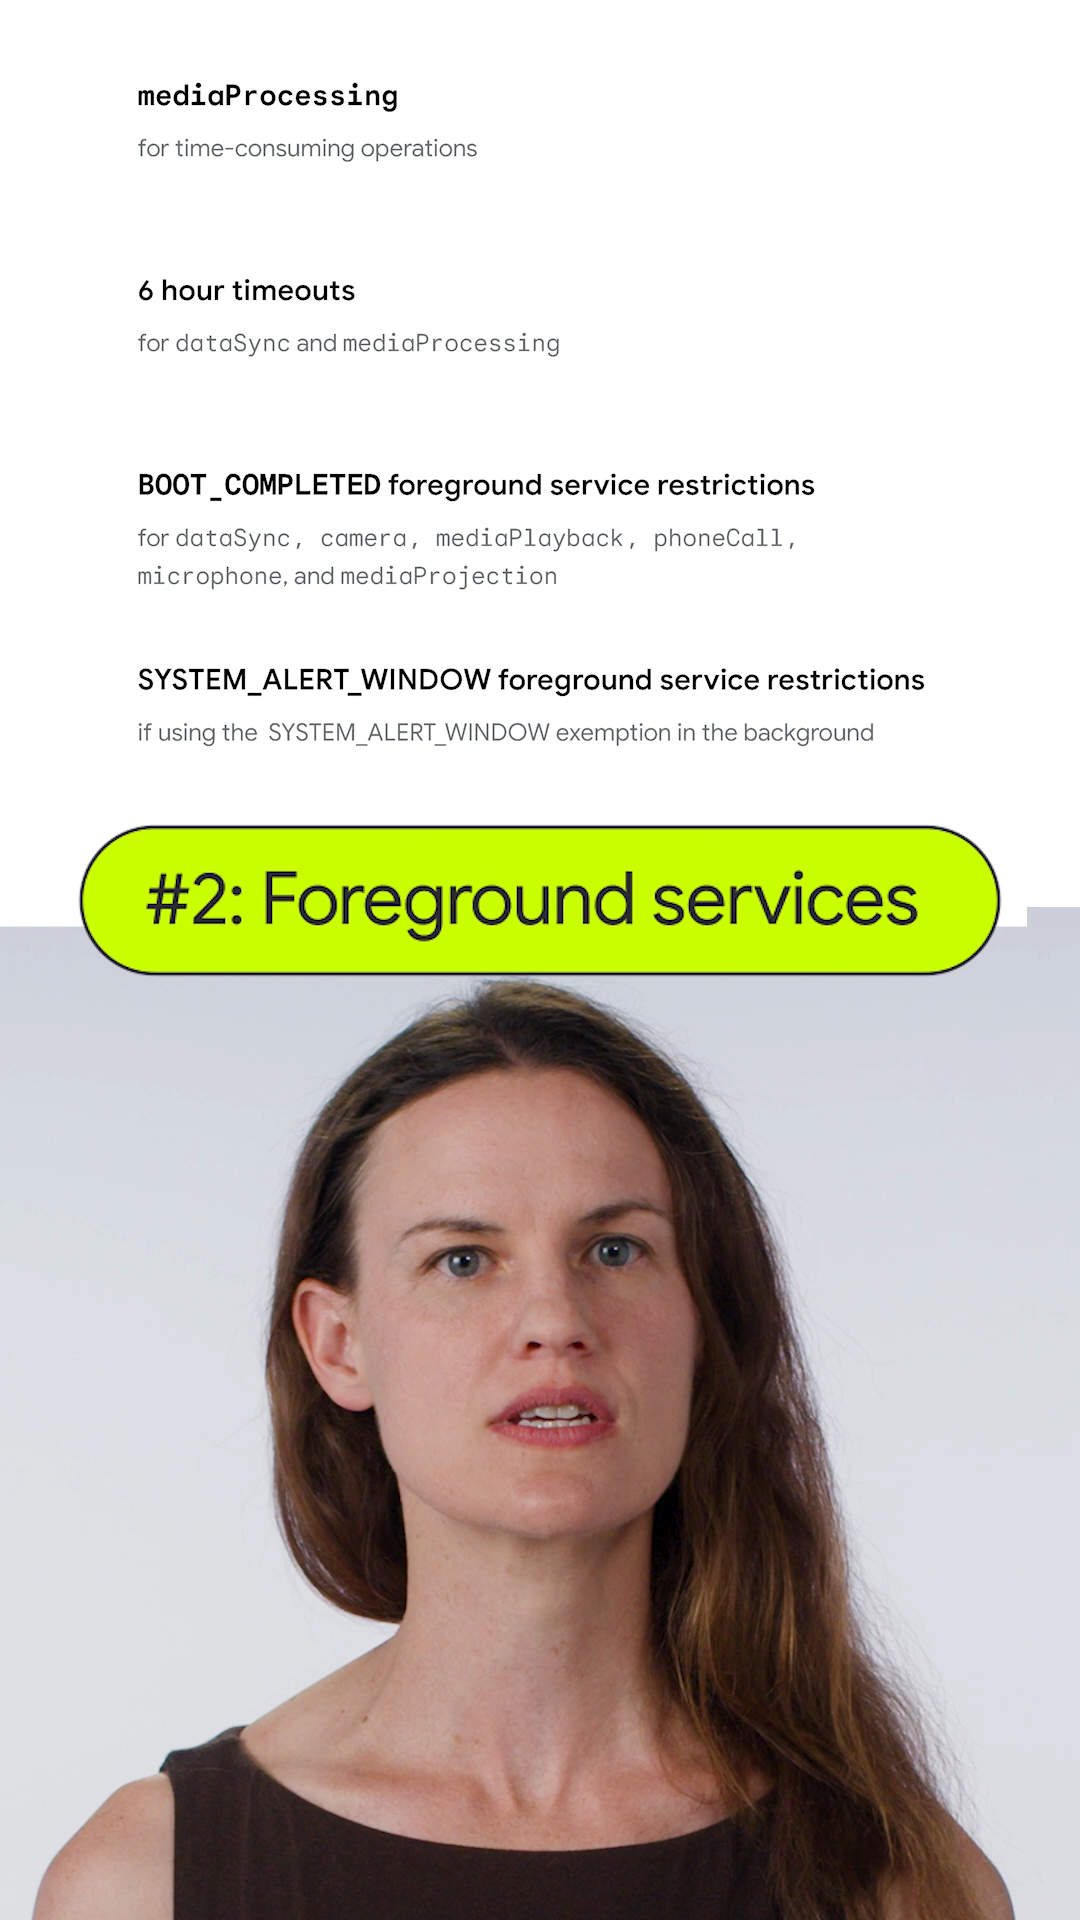 mediaProcessing
for time-consuming operations
6 hour timeouts
for dataSync and mediaProcessing
BOOT_COMPLETED foreground service restrictions
for dataSync, camera, mediaPlayback, phoneCall,
microphone, and mediaProjection
SYSTEM_ALERT_WINDOW foreground service restrictions
if using the SYSTEM_ALERT_WINDOW exemption in the background
#2: Foreground services